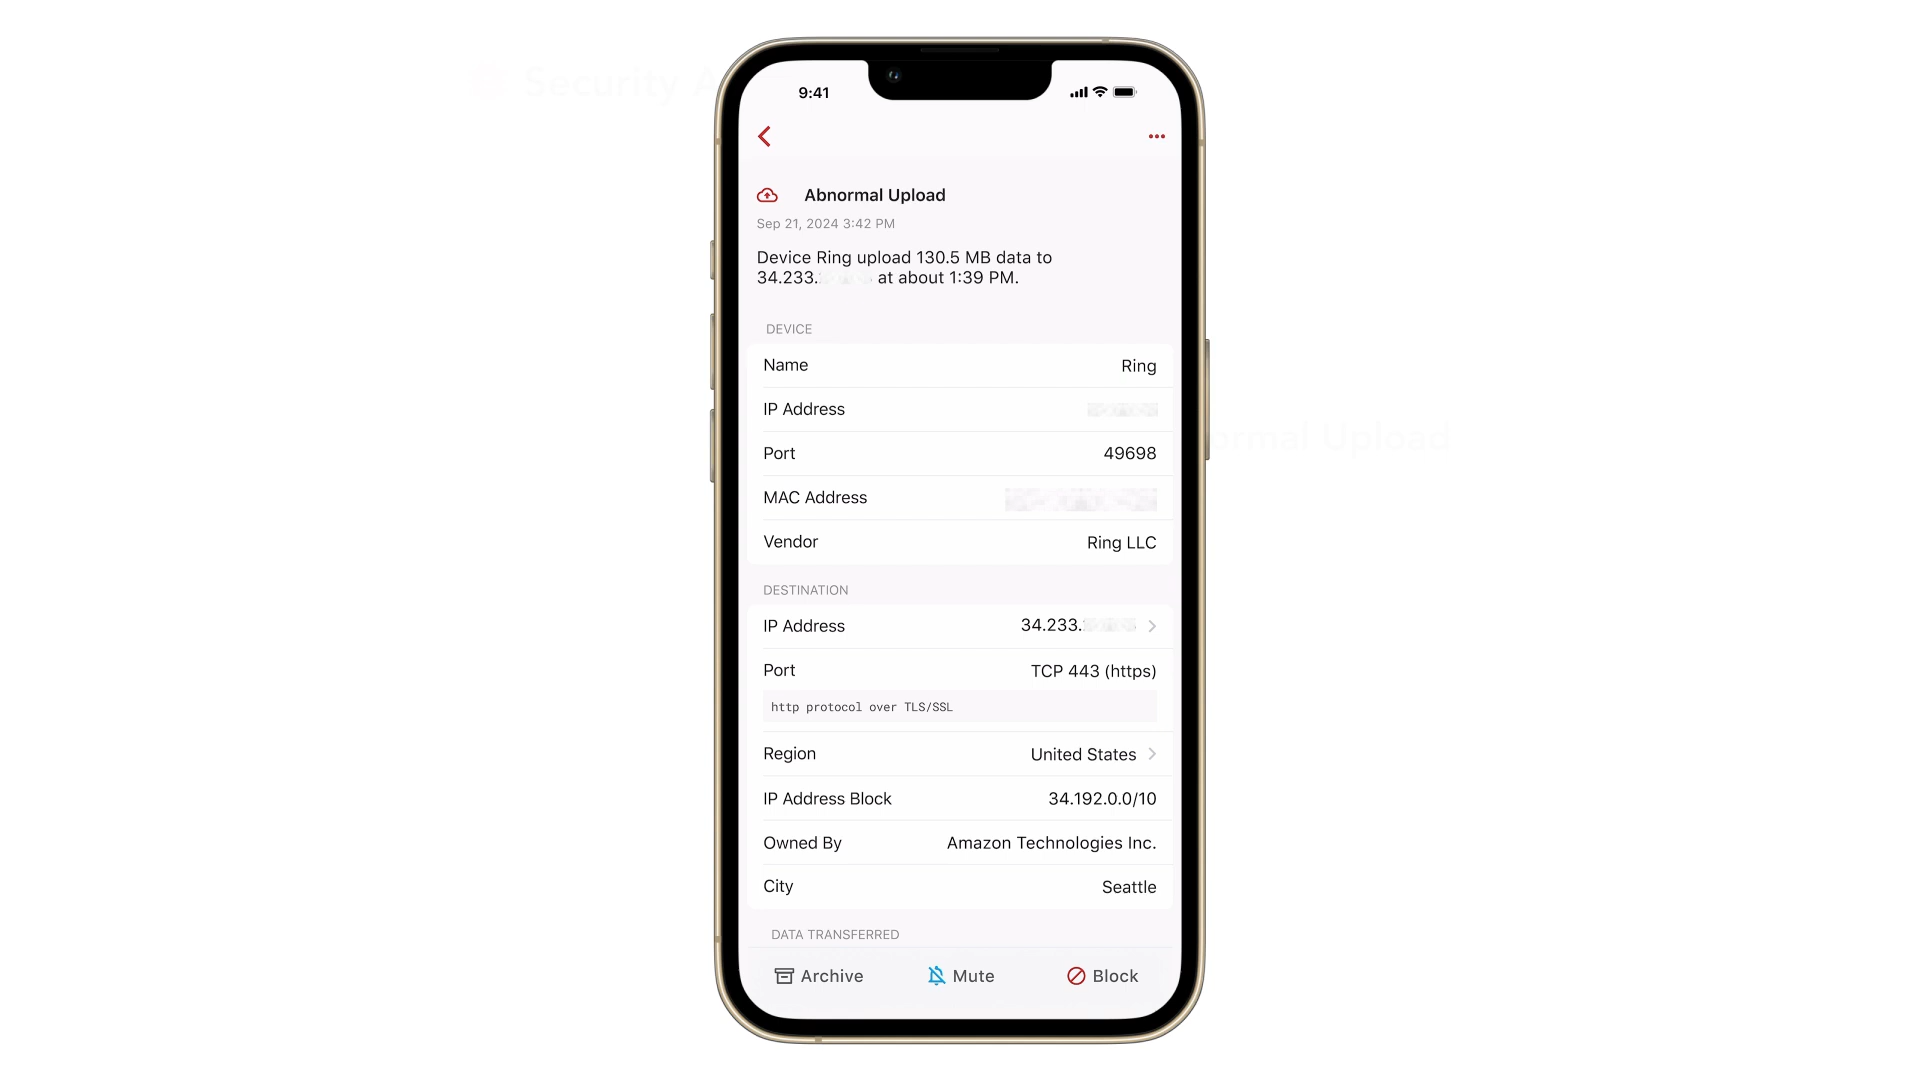 Security A
9:41
Abnormal Upload
Sep 21, 2024 3:42 PM
Device Ring upload 130.5 MB data to
34.233. at about 1:39 PM.
DEVICE
Name Ring
IP Address
Port 49698
ormal Upload
MAC Address
Vendor Ring LLC
DESTINATION
IP Address 34.233.
Port TCP 443 (https)
http protocol over TLS/SSL
Region United States
IP Address Block 34.192.0.0/10
Owned By Amazon Technologies Inc.
City Seattle
DATA TRANSFERRED
Archive Mute Block